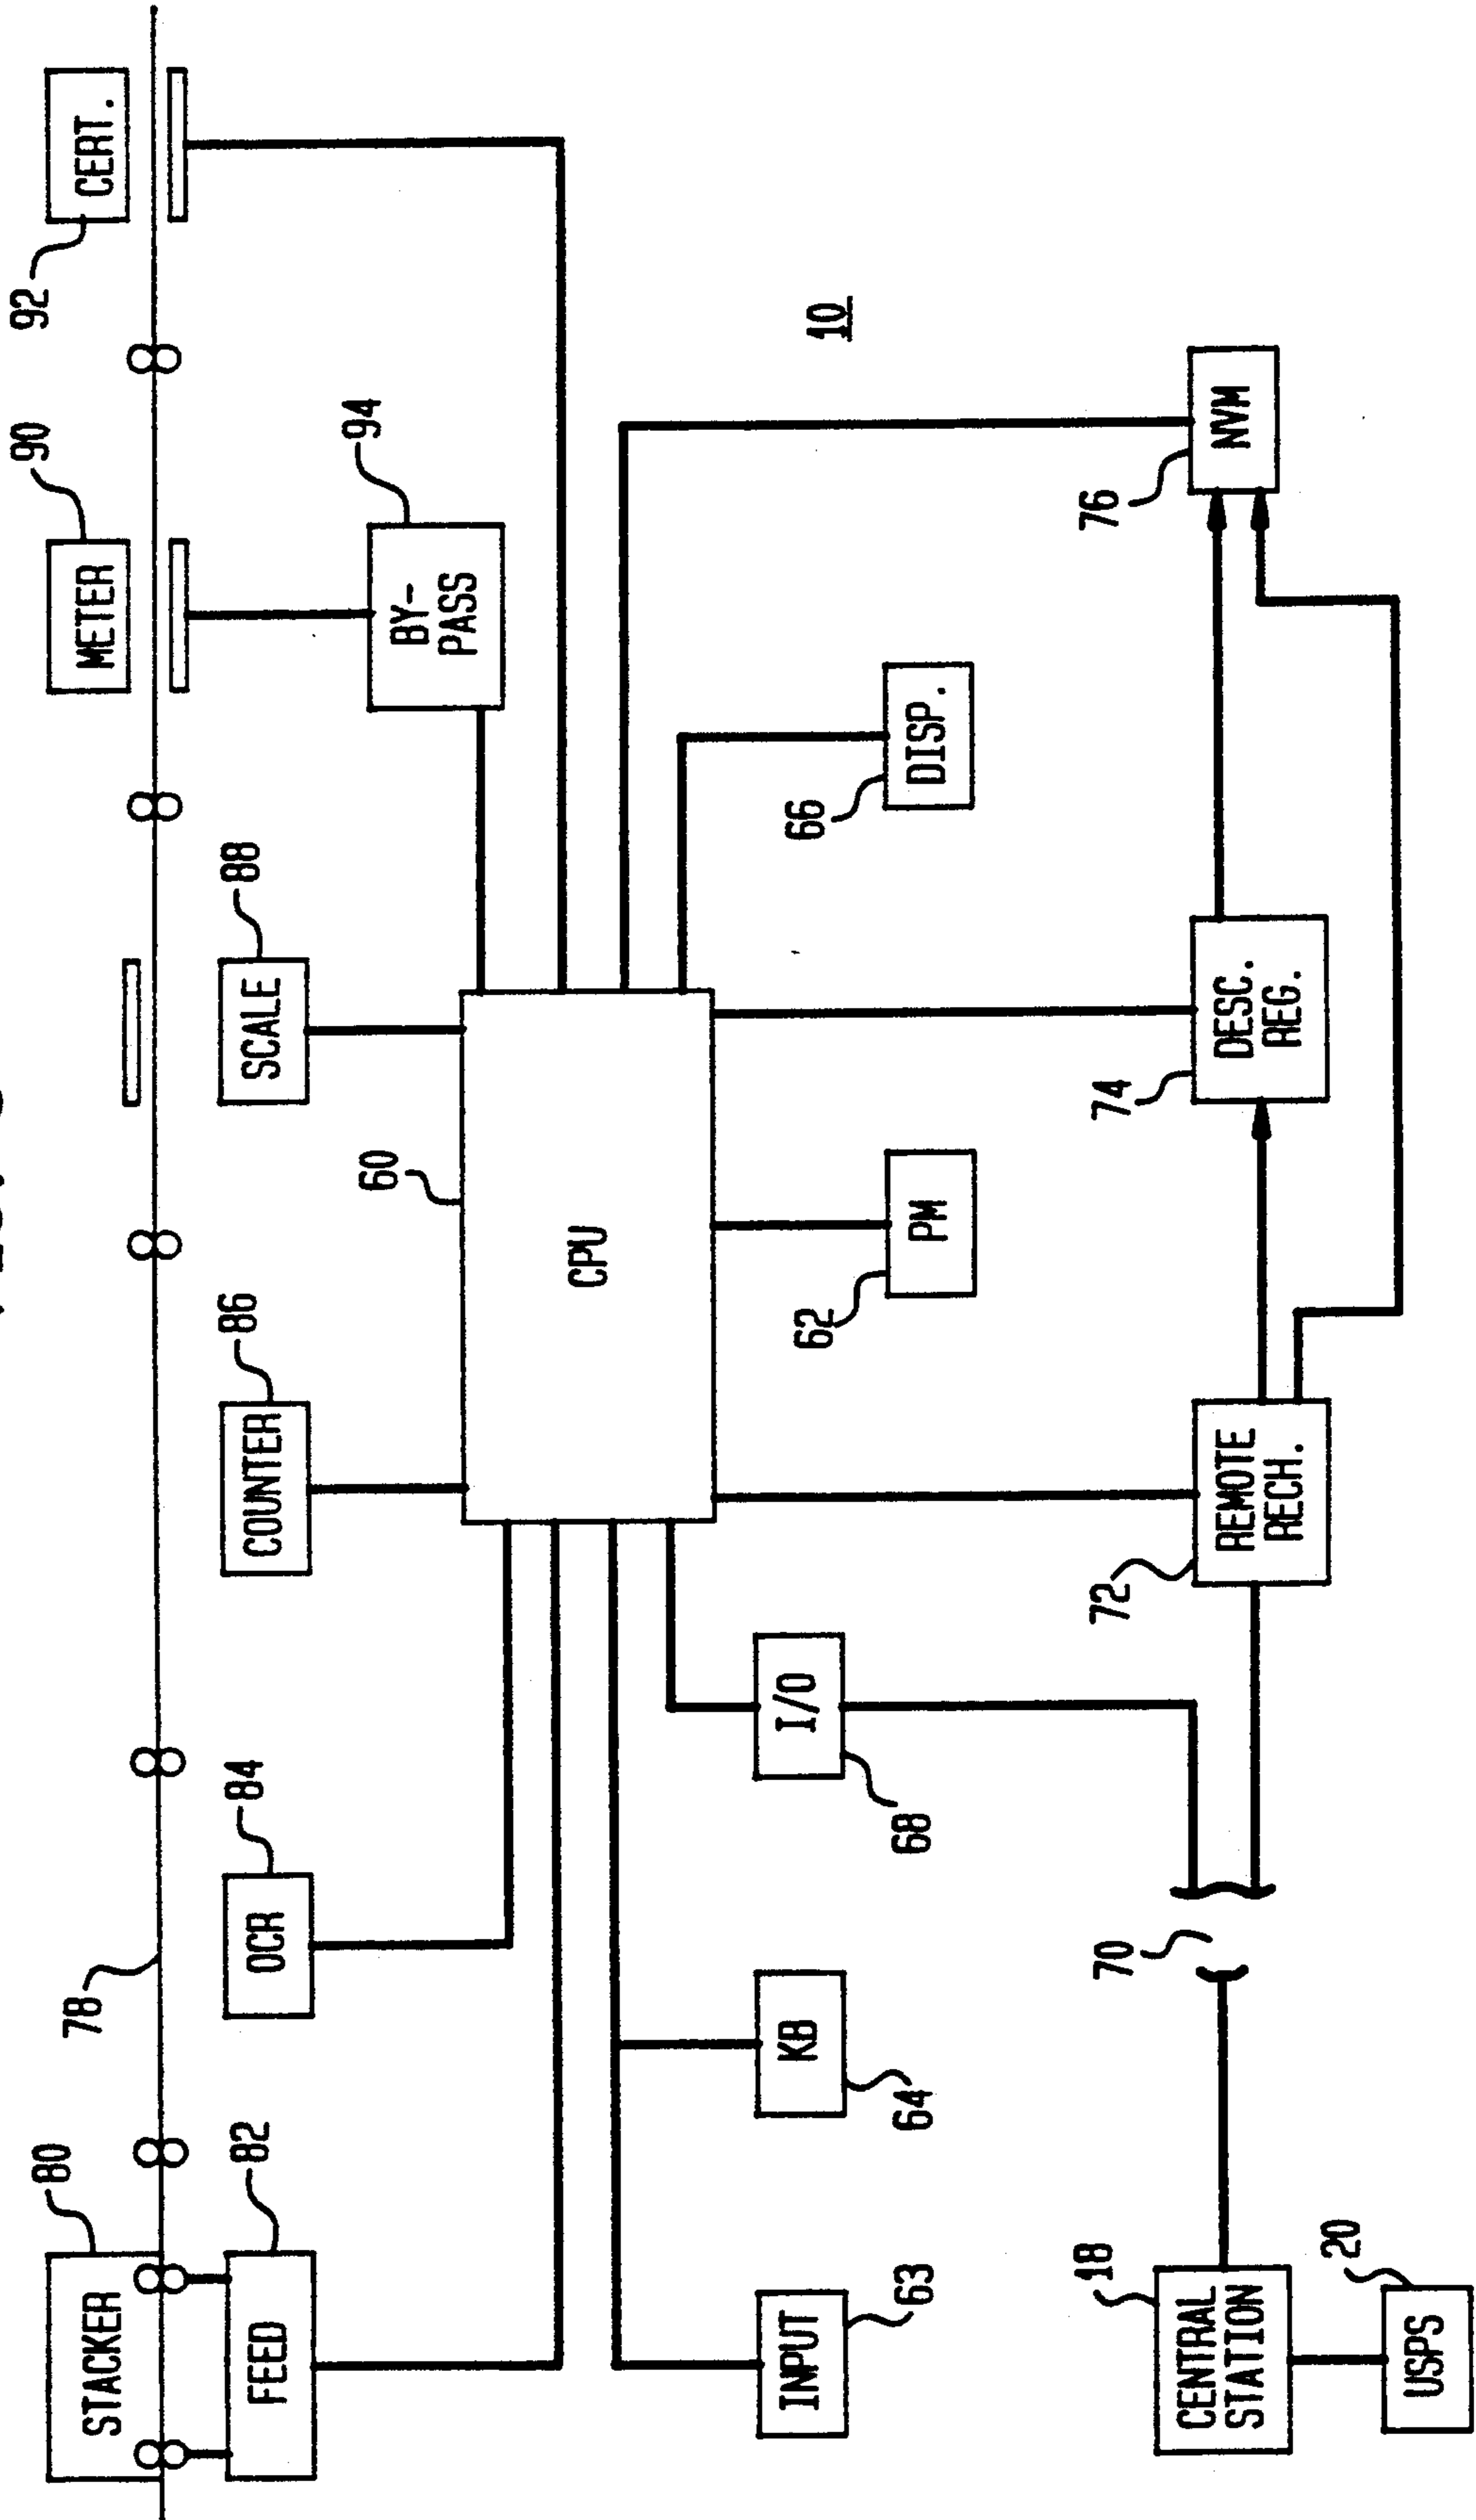 80
STACKER
78
90
METER
92
CERT.
82
FEED
84
OCR
86
COUNTER
88
SCALE
94
BY-
PASS
60
CPU
10
INPUT
63
KB
64
I/O
68
62
PM
66
DISP.
18
CENTRAL
STATION
20
USPS
70
72
REMOTE
RECH.
74
DESC.
REG.
76
NVM